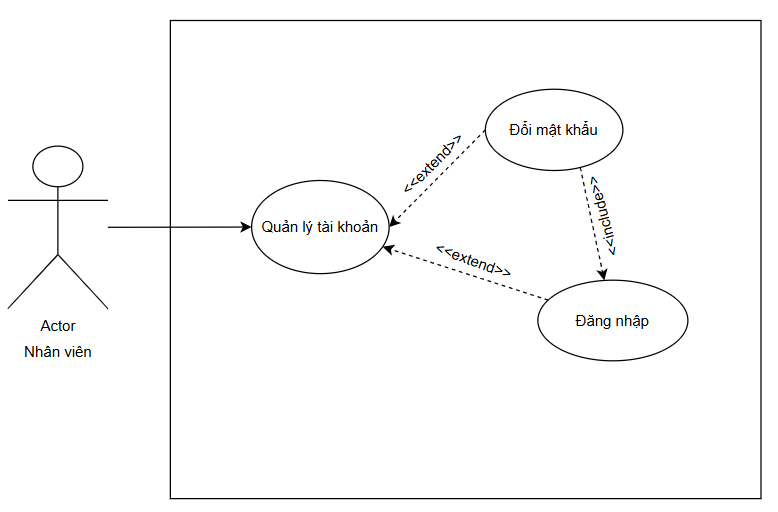 Đổi mật khẩu
<<extend>>
<<include>>
Quản lý tài khoản
<<extend>>
Đăng nhập
Actor
Nhân viên